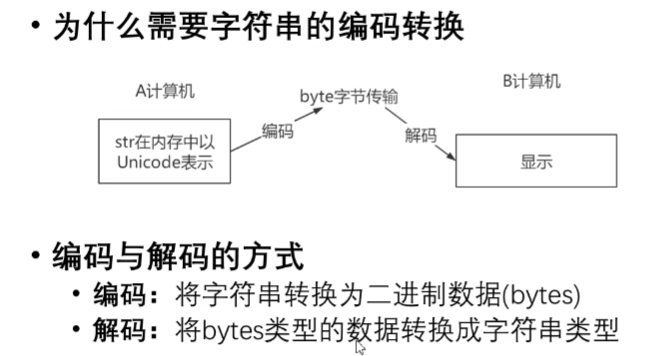 • 为什么需要字符串的编码转换
A计算机
byte字节传输
B计算机
编码
解码
str在内存中以
Unicode表示
显示
• 编码与解码的方式
• 编码：将字符串转换为二进制数据(bytes)
• 解码：将bytes类型的数据转换成字符串类型